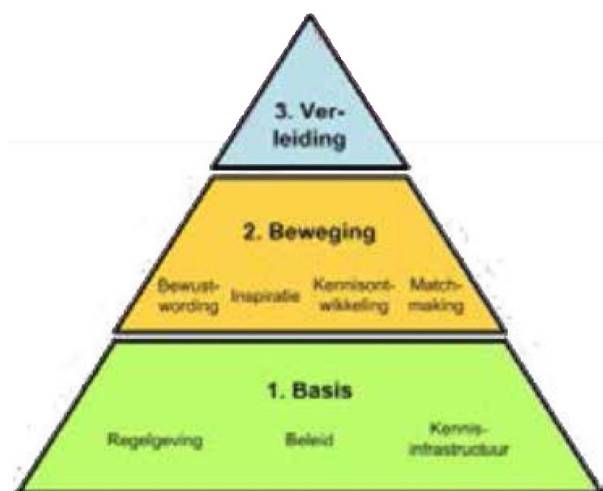 3. Ver-
leiding
2. Beweging
Bewust-
wording
Inspiratie
Kennisont-
wikkeling
Match-
making
1. Basis
Regelgeving
Beleid
Kennis-
infrastructuur